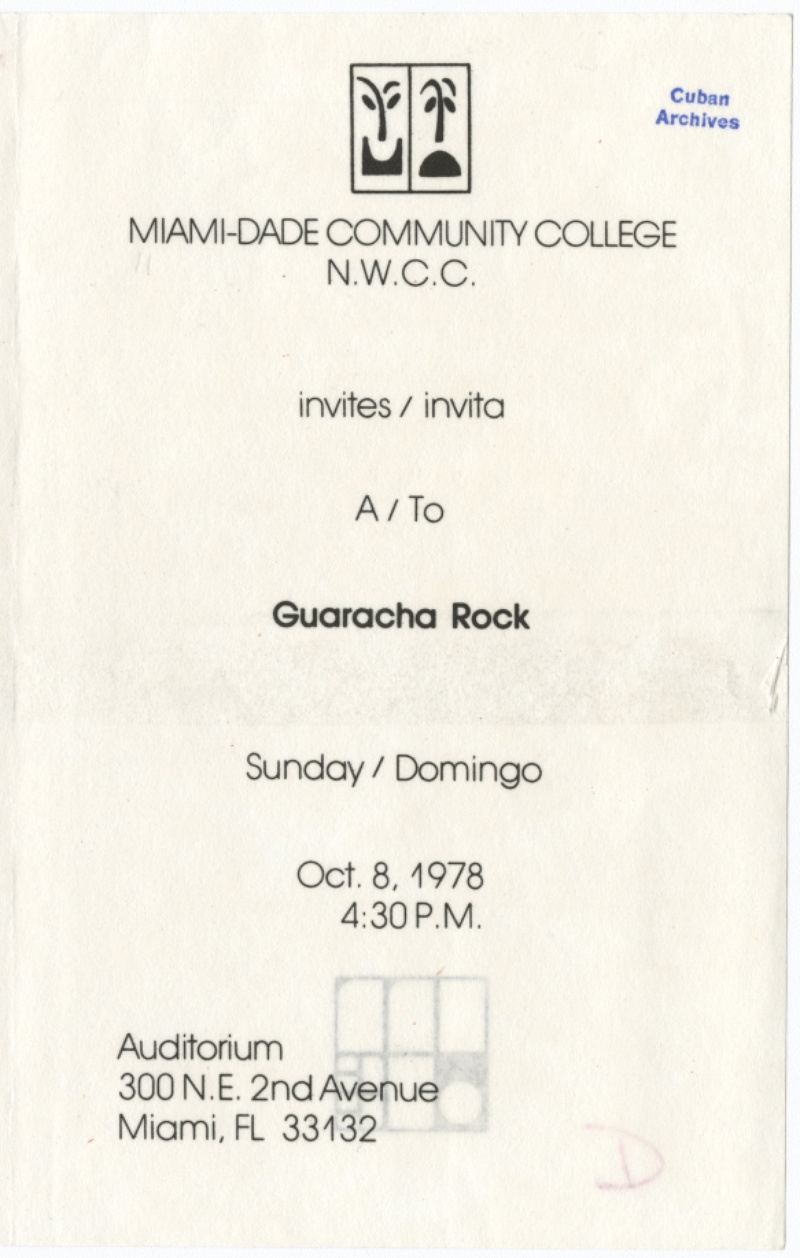 Cuban
Archives
MIAMI-DADE COMMUNITY COLLEGE
N.W.C.C.
invites / invita
A / To
Guaracha Rock
Sunday / Domingo
Oct. 8, 1978
4:30 P.M.
Auditorium
300 N.E. 2nd Avenue
Miami, FL 33132
D